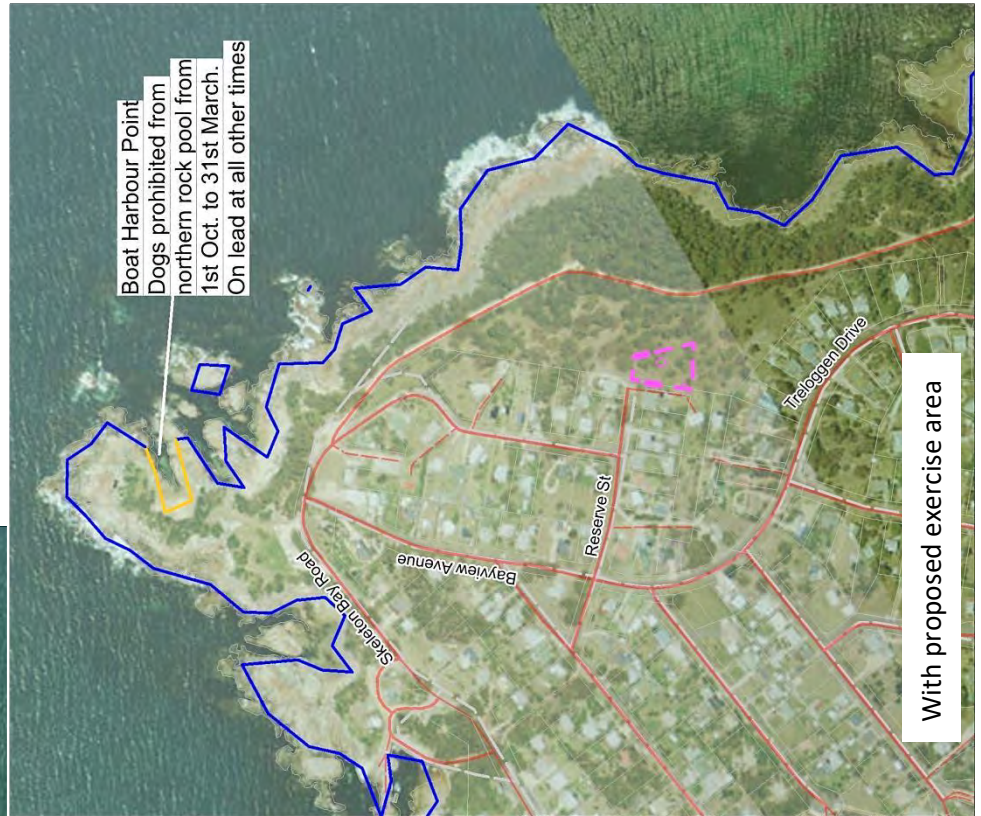 Boat Harbour Point
Dogs prohibited from
northern rock pool from
1st Oct. to 31st March.
On lead at all other times
Skeleton Bay Road
Bayview Avenue
Reserve St
Treloggen Drive
With proposed exercise area